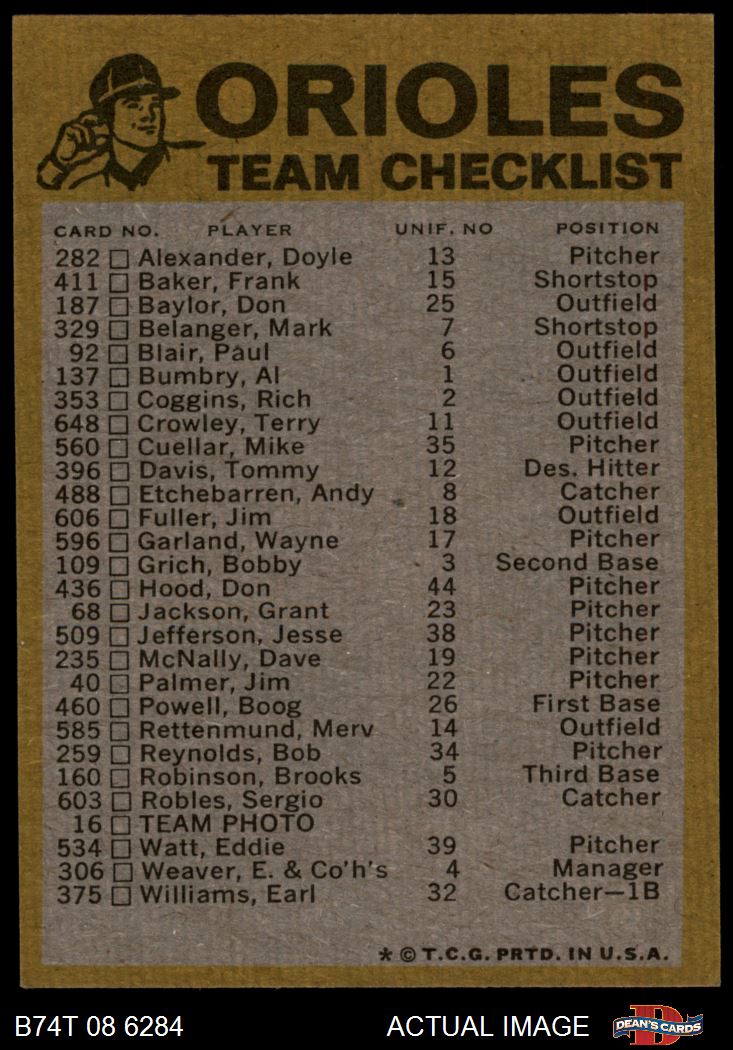 ORIOLES
TEAM CHECKLIST
CARD NO. PLAYER UNIF. NO POSITION
282 Alexander, Doyle 13 Pitcher
411 Baker, Frank 15 Shortstop
187 Baylor, Don 25 Outfield
329 Belanger, Mark 7 Shortstop
92 Blair, Paul 6 Outfield
137 Bumbry, Al 1 Outfield
353 Coggins, Rich 2 Outfield
648 Crowley, Terry 11 Outfield
560 Cuellar, Mike 35 Pitcher
396 Davis, Tommy 12 Des. Hitter
488 Etchebarren, Andy 8 Catcher
606 Fuller, Jim 18 Outfield
596 Garland, Wayne 17 Pitcher
109 Grich, Bobby 3 Second Base
436 Hood, Don 44 Pitcher
68 Jackson, Grant 23 Pitcher
509 Jefferson, Jesse 38 Pitcher
235 McNally, Dave 19 Pitcher
40 Palmer, Jim 22 Pitcher
460 Powell, Boog 26 First Base
585 Rettenmund, Merv 14 Outfield
259 Reynolds, Bob 34 Pitcher
160 Robinson, Brooks 5 Third Base
603 Robles, Sergio 30 Catcher
16 TEAM PHOTO
534 Watt, Eddie 39 Pitcher
306 Weaver, E. & Co'h's 4 Manager
375 Williams, Earl 32 Catcher—1B
* © T.C.G. PRTD. IN U.S.A.
B74T 08 6284 ACTUAL IMAGE DEAN'S CARDS